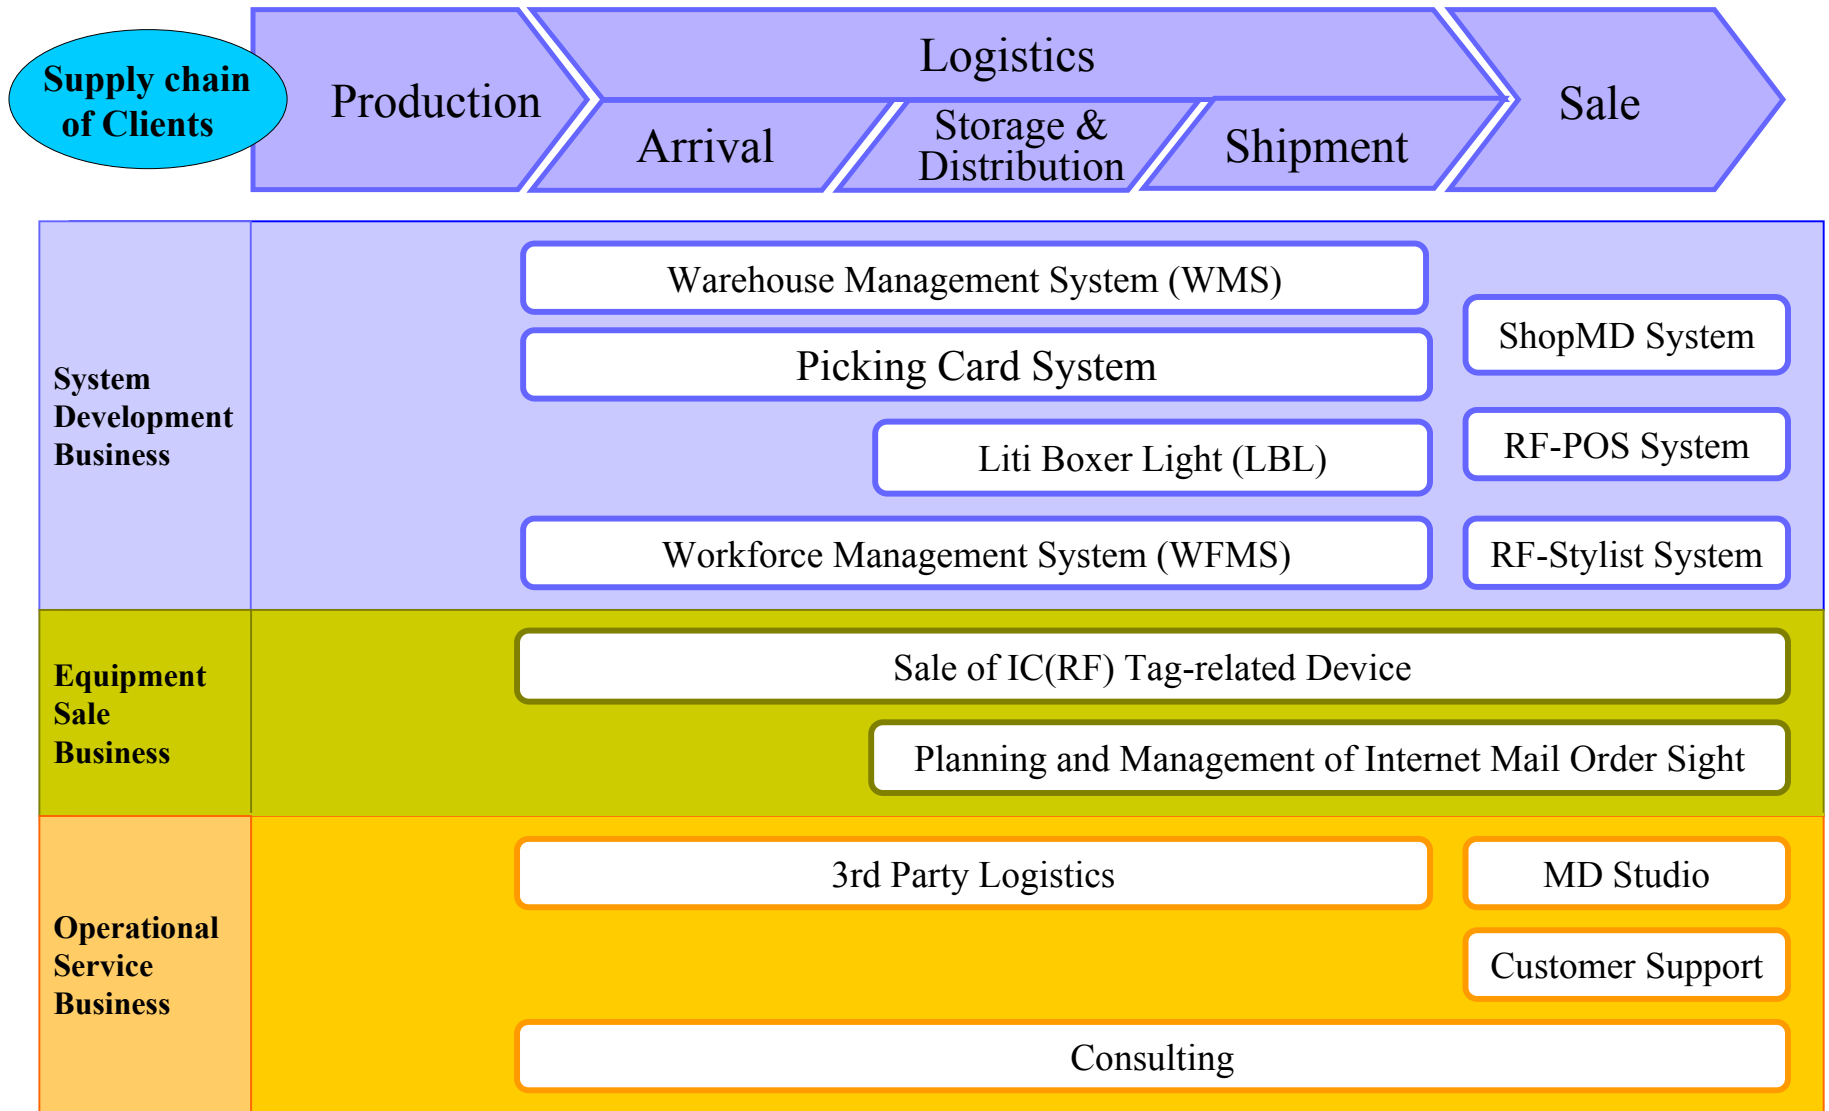 Supply chain
of Clients
Production
Logistics
Arrival
Storage &
Distribution
Shipment
Sale
System
Development
Business
Warehouse Management System (WMS)
Picking Card System
Liti Boxer Light (LBL)
Workforce Management System (WFMS)
ShopMD System
RF-POS System
RF-Stylist System
Equipment
Sale
Business
Sale of IC(RF) Tag-related Device
Planning and Management of Internet Mail Order Sight
Operational
Service
Business
3rd Party Logistics
MD Studio
Customer Support
Consulting